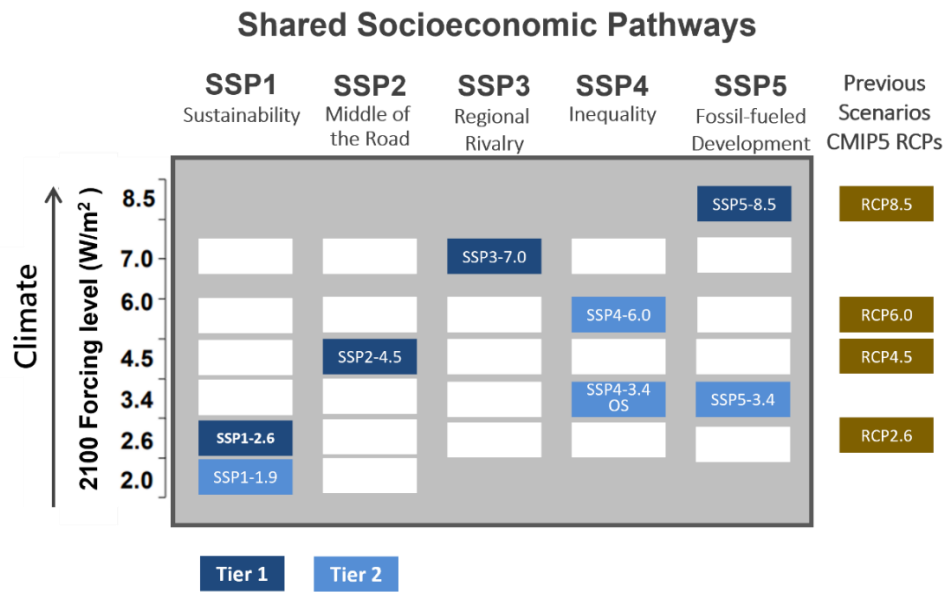 Shared Socioeconomic Pathways
SSP1
Sustainability
SSP2
Middle of
the Road
SSP3
Regional
Rivalry
SSP4
Inequality
SSP5
Fossil-fueled
Development
Previous
Scenarios
CMIP5 RCPs
Climate
2100 Forcing level (W/m² )
8.5
SSP5-8.5
RCP8.5
7.0
SSP3-7.0
6.0
SSP4-6.0
RCP6.0
4.5
SSP2-4.5
RCP4.5
3.4
SSP4-3.4
OS
SSP5-3.4
2.6
SSP1-2.6
RCP2.6
2.0
SSP1-1.9
Tier 1
Tier 2